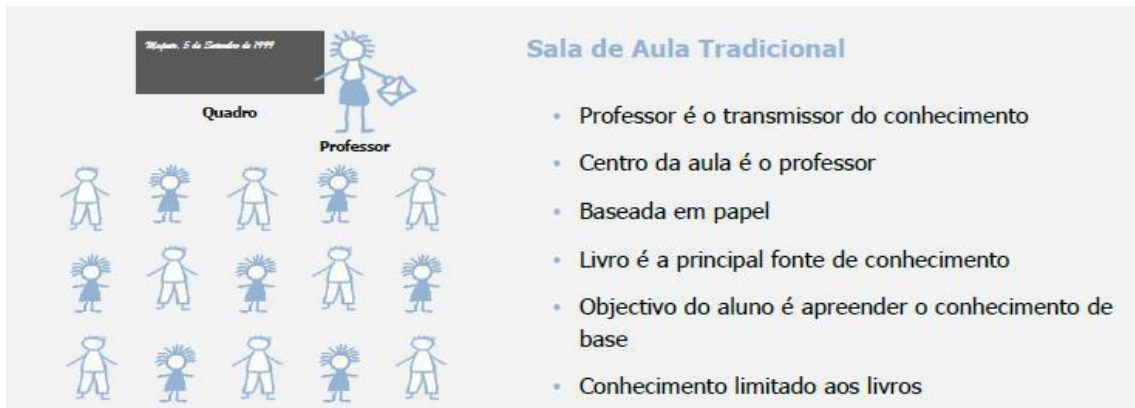 Maputo, 5 de Setembro de 1999
Quadro
Professor
Sala de Aula Tradicional
• Professor é o transmissor do conhecimento
• Centro da aula é o professor
• Baseada em papel
• Livro é a principal fonte de conhecimento
• Objectivo do aluno é apreender o conhecimento de
base
• Conhecimento limitado aos livros